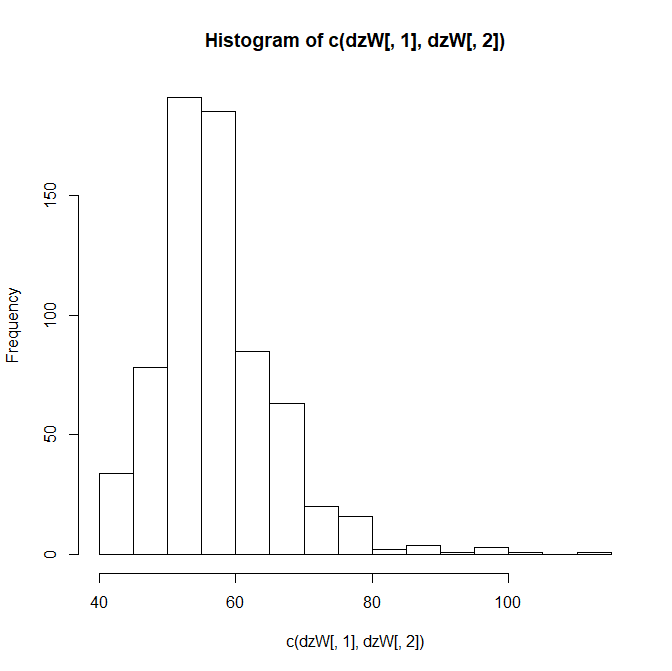 Histogram of c(dzW[, 1], dzW[, 2])
Frequency
150
100
50
0
40 60 80 100
c(dzW[, 1], dzW[, 2])